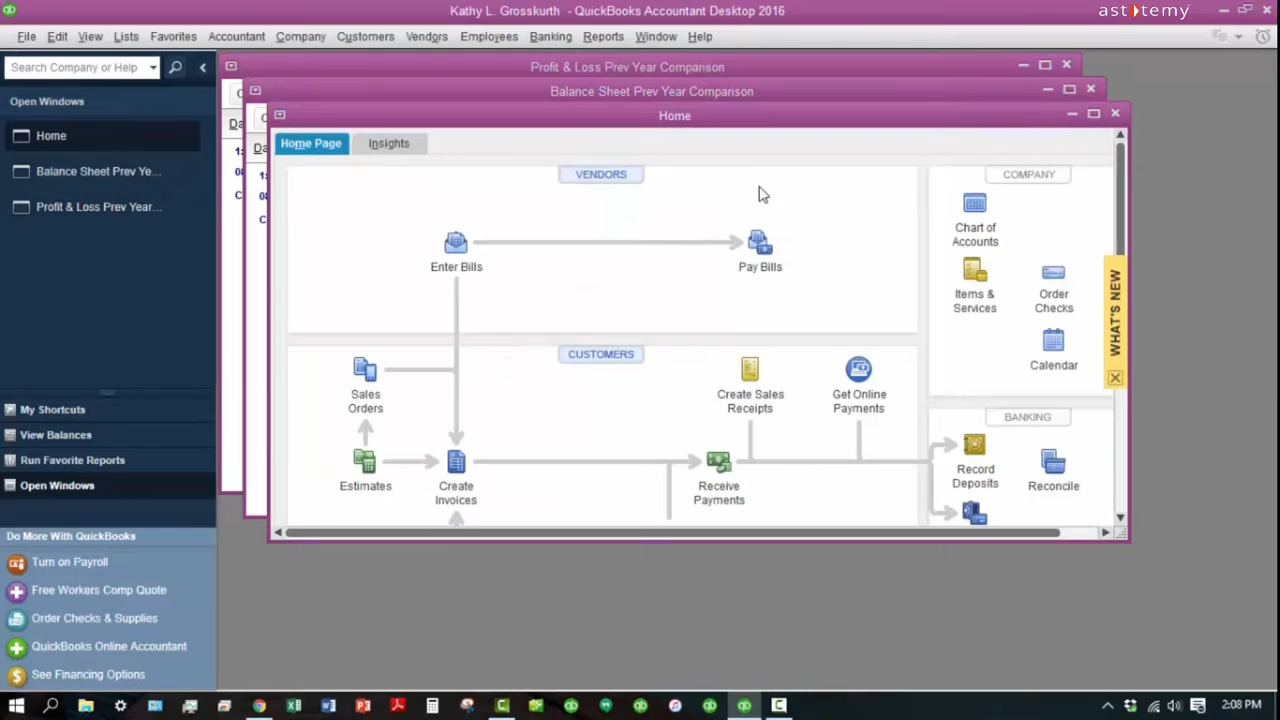 Kathy L. Grosskurth - QuickBooks Accountant Desktop 2016
astutemy
File Edit View Lists Favorites Accountant Company Customers Vendors Employees Banking Reports Window Help
Search Company or Help
Open Windows
Home
Balance Sheet Prev Ye...
Profit & Loss Prev Year...
My Shortcuts
View Balances
Run Favorite Reports
Open Windows
Do More With QuickBooks
Turn on Payroll
Free Workers Comp Quote
Order Checks & Supplies
QuickBooks Online Accountant
See Financing Options
Profit & Loss Prev Year Comparison
Balance Sheet Prev Year Comparison
Home
Home Page Insights
VENDORS
Enter Bills
Pay Bills
CUSTOMERS
Sales
Orders
Create Sales
Receipts
Get Online
Payments
Estimates
Create
Invoices
Receive
Payments
COMPANY
Chart of
Accounts
Items &
Services
Order
Checks
Calendar
BANKING
Record
Deposits
Reconcile
WHAT'S NEW
2:08 PM